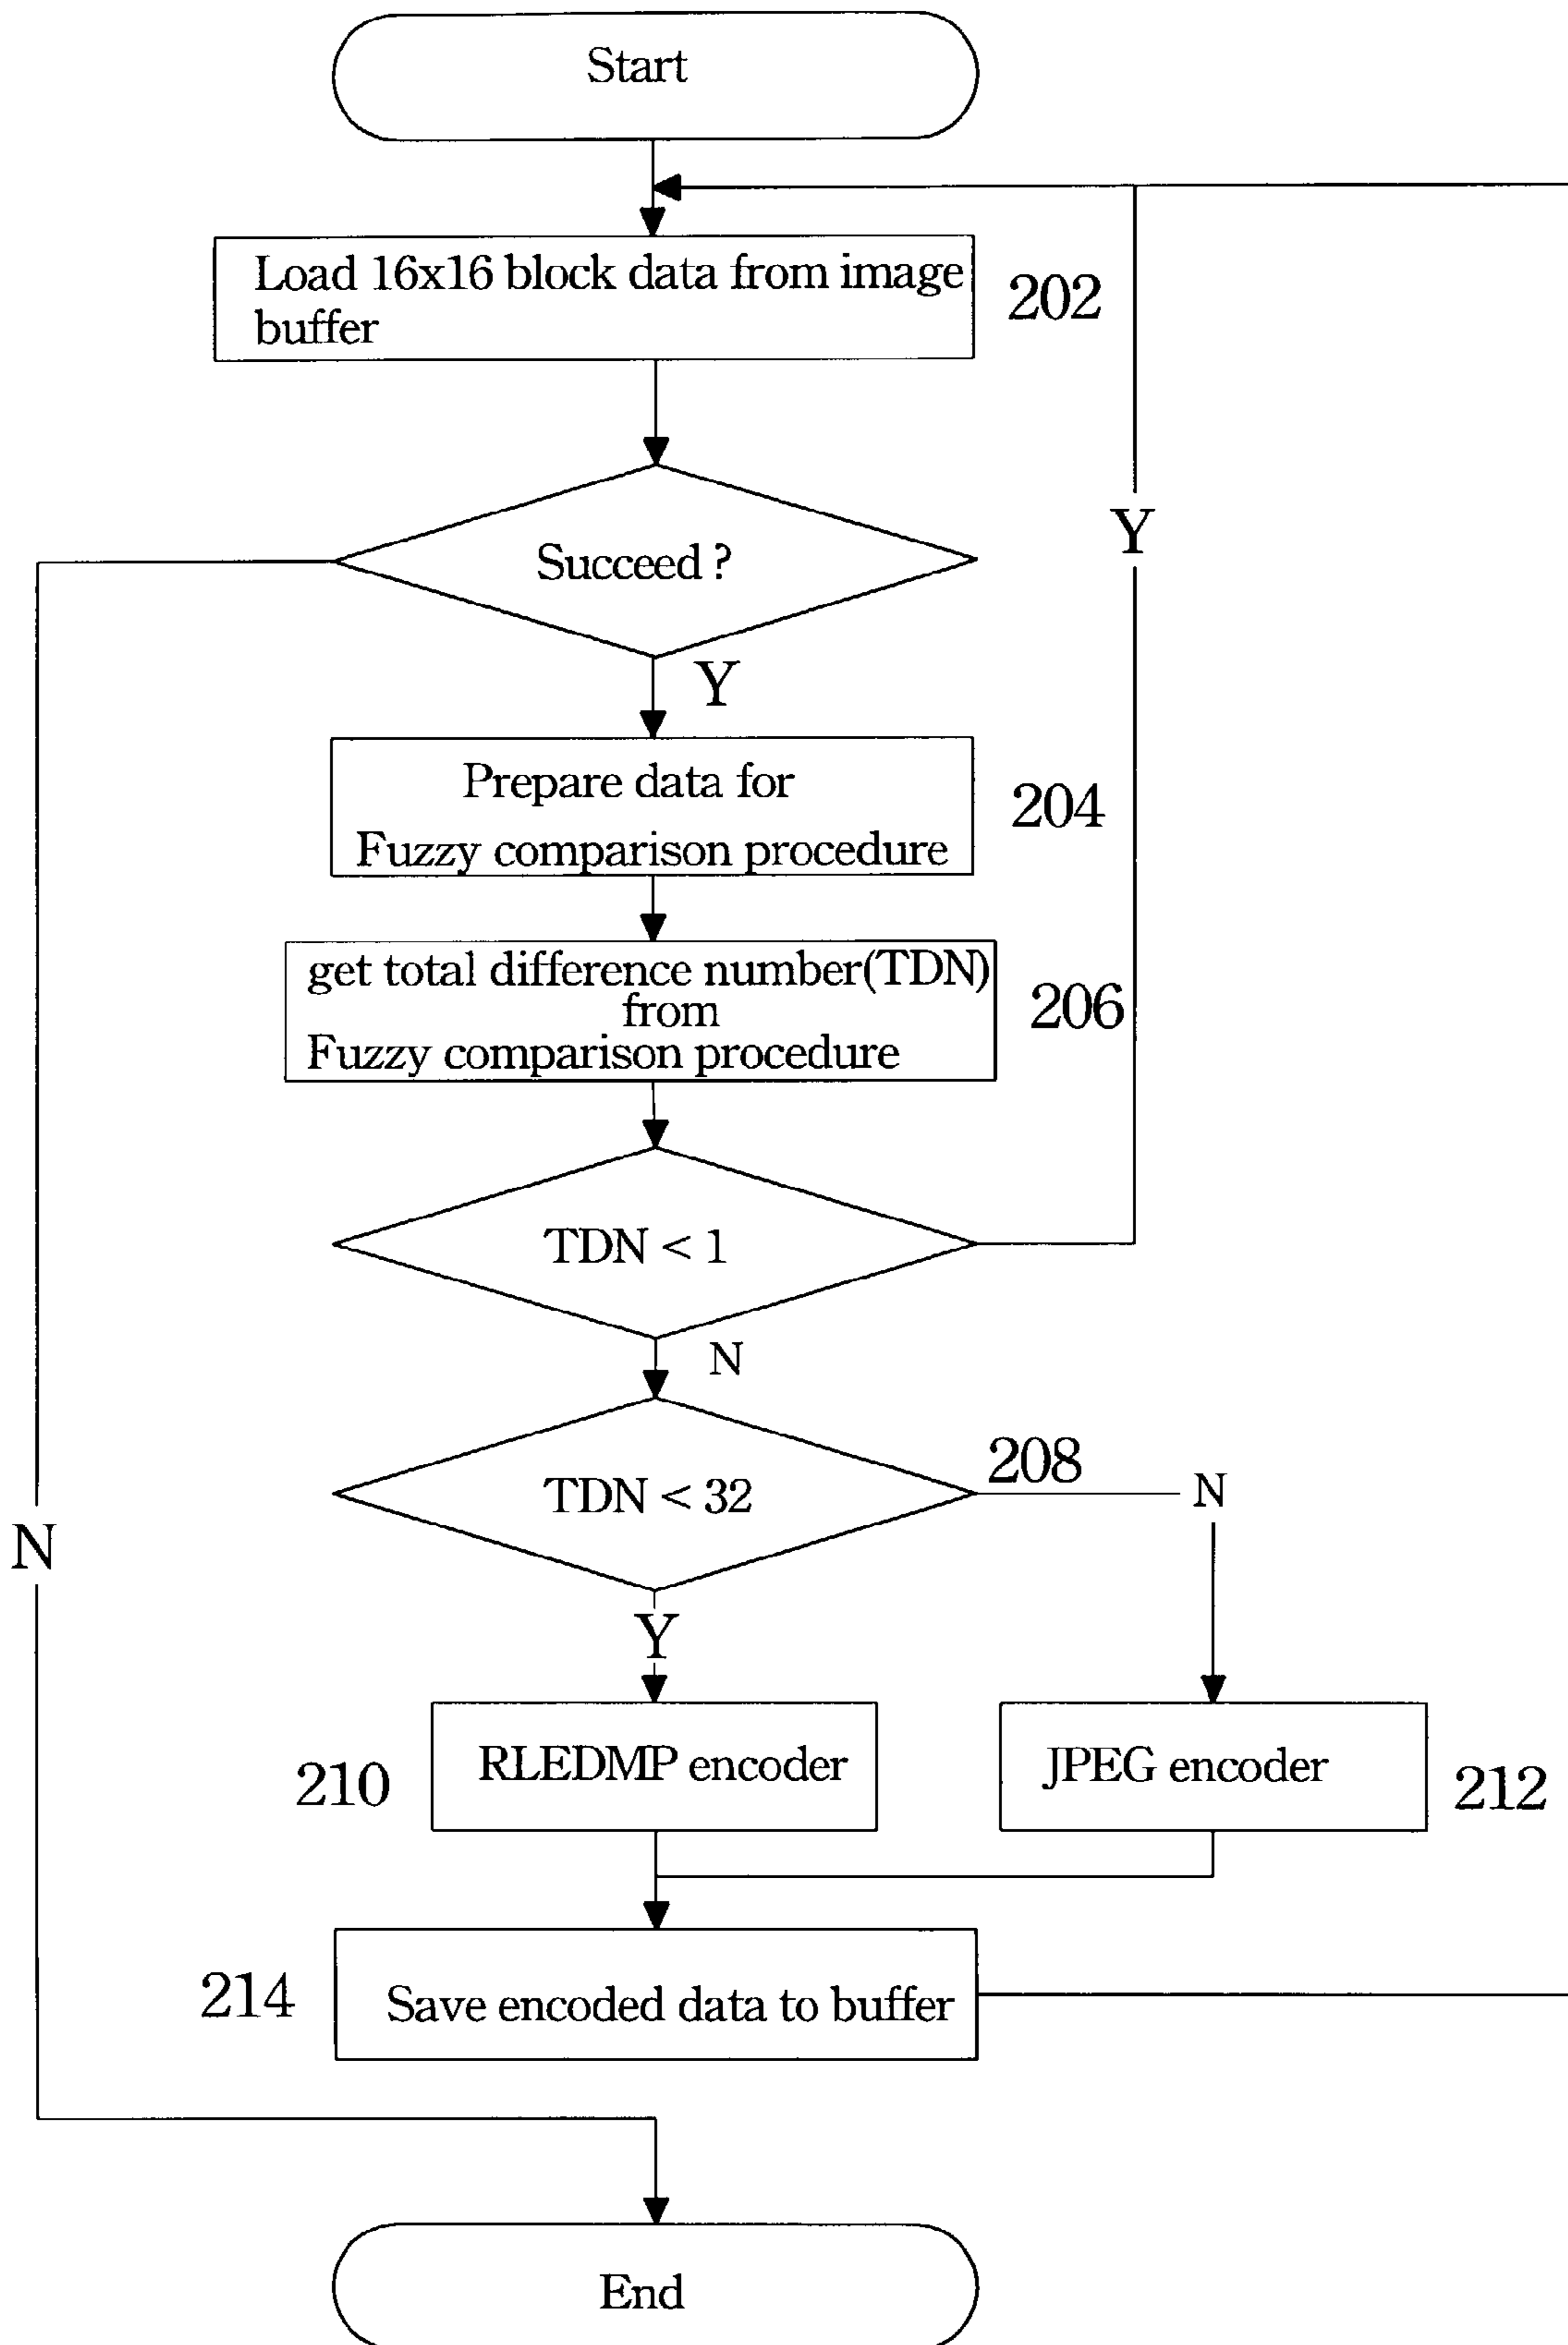 Start
Load 16x16 block data from image
buffer
202
Succeed ?
Y
Y
Prepare data for
Fuzzy comparison procedure
204
get total difference number(TDN)
from
Fuzzy comparison procedure
206
TDN < 1
N
TDN < 32
208
N
N
Y
RLEDMP encoder
210
JPEG encoder
212
214
Save encoded data to buffer
End